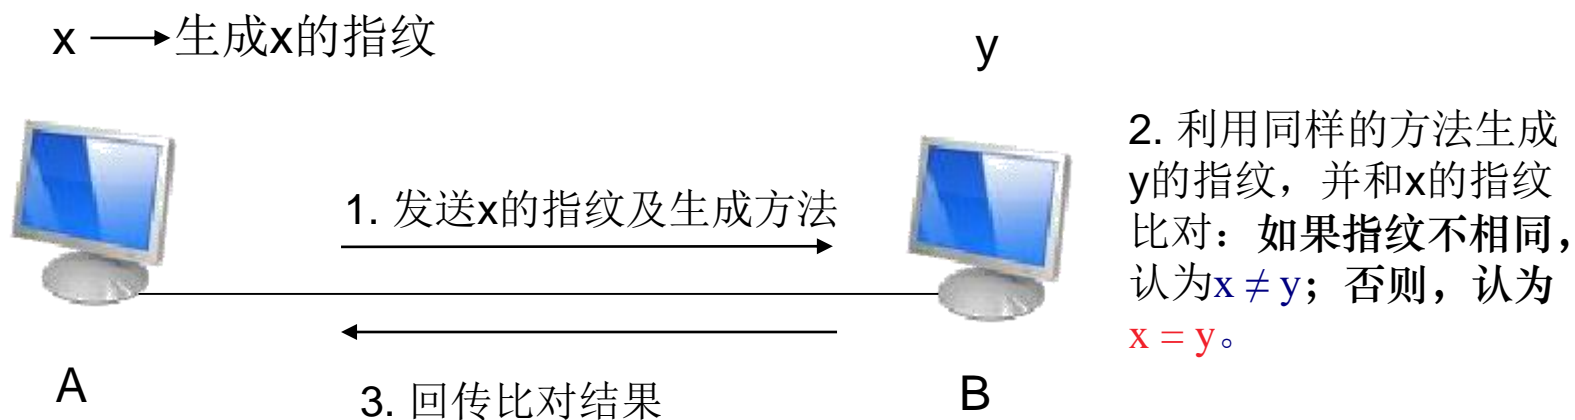 x → 生成x的指纹
y
1. 发送x的指纹及生成方法
2. 利用同样的方法生成
y的指纹，并和x的指纹
比对：如果指纹不相同，
认为x ≠ y；否则，认为
x = y。
A
3. 回传比对结果
B